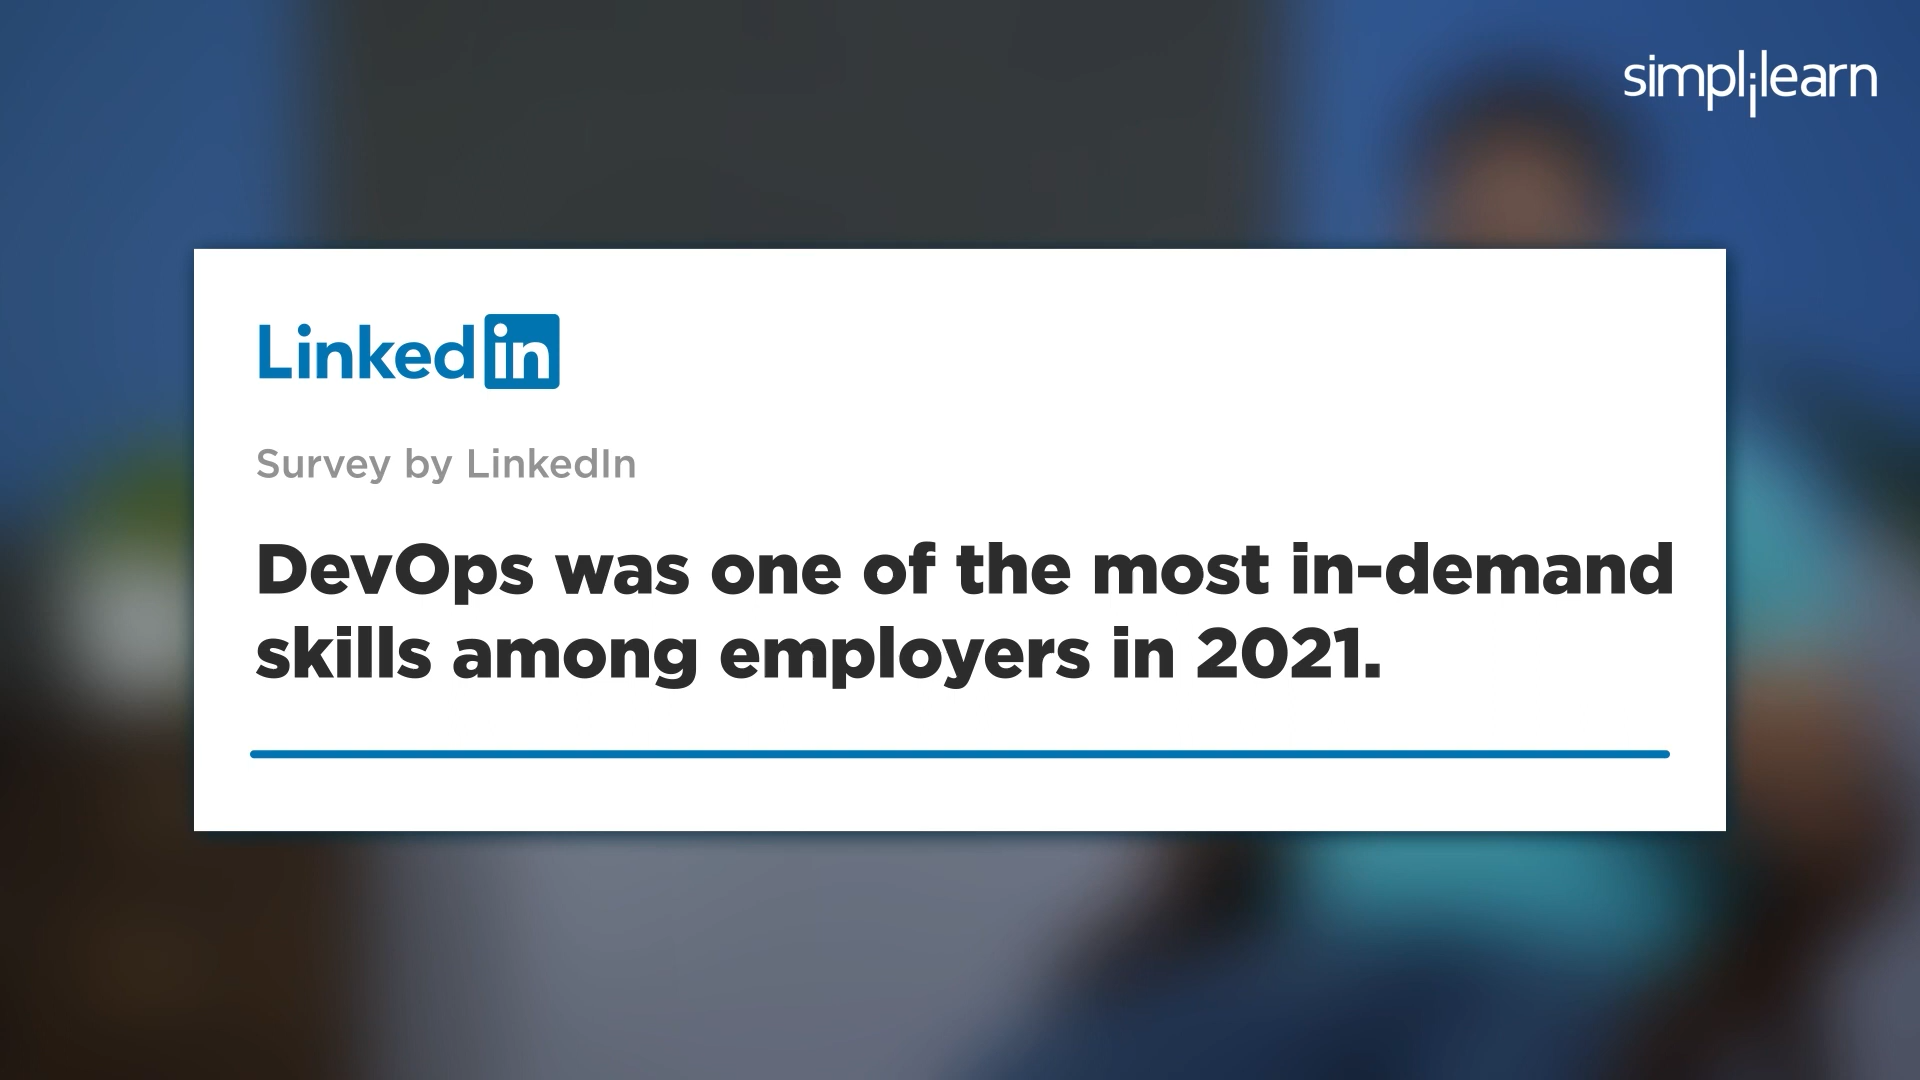 simplilearn
Linkedin
Survey by LinkedIn
DevOps was one of the most in-demand
skills among employers in 2021.